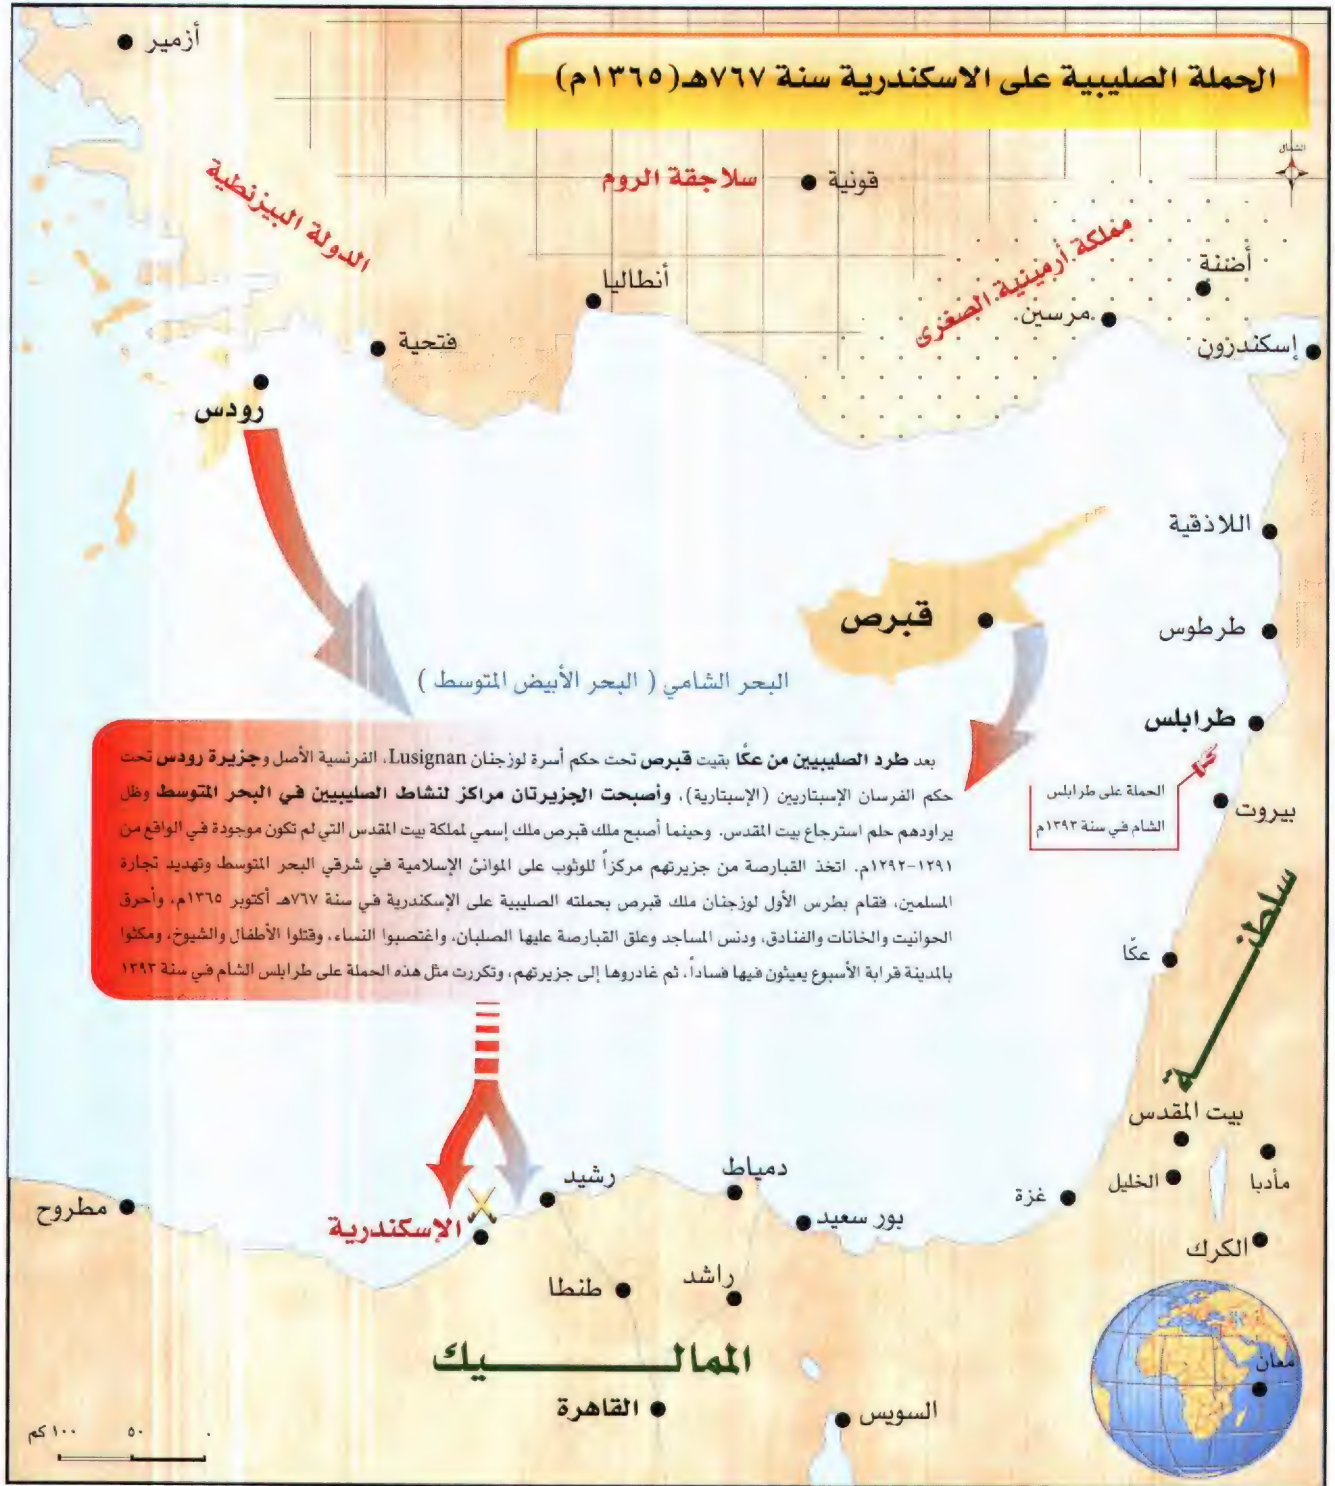 أزمير
الحملة الصليبية على الاسكندرية سنة ٧٦٧هـ(١٣٦٥م)
الشمال
الدولة البيزنطية
سلاجقة الروم
قونية
مملكة أرمينية الصغرى
أضنة
مرسين
إسكندرون
أنطاليا
فتحية
رودس
اللاذقية
قبرص
طرطوس
البحر الشامي ( البحر الأبيض المتوسط )
طرابلس
الحملة على طرابلس
الشام في سنة ١٣٩٣م
بيروت
بعد طرد الصليبيين من عكّا بقيت قبرص تحت حكم أسرة لوزجنان Lusignan، الفرنسية الأصل وجزيرة رودس تحت
حكم الفرسان الإسبتاريين (الإسبتارية)، وأصبحت الجزيرتان مراكز لنشاط الصليبيين في البحر المتوسط وظل
يراودهم حلم استرجاع بيت المقدس. وحينما أصبح ملك قبرص ملك إسمي لمملكة بيت المقدس التي لم تكون موجودة في الواقع من
١٢٩١-١٢٩٢م. اتخذ القبارصة من جزيرتهم مركزاً للوثوب على الموانئ الإسلامية في شرقي البحر المتوسط وتهديد تجارة
المسلمين، فقام بطرس الأول لوزجنان ملك قبرص بحملته الصليبية على الإسكندرية في سنة ٧٦٧هـ أكتوبر ١٣٦٥م، وأحرق
الحوانيت والخانات والفنادق، ودنس المساجد وعلق القبارصة عليها الصلبان، واغتصبوا النساء، وقتلوا الأطفال والشيوخ، ومكثوا
بالمدينة قرابة الأسبوع يعيثون فيها فساداً، ثم غادروها إلى جزيرتهم، وتكررت مثل هذه الحملة على طرابلس الشام في سنة ١٣٩٣
عكّا
سلطنــــة
بيت المقدس
مأدبا
الخليل
غزة
الكرك
دمياط
رشيد
بور سعيد
الإسكندرية
مطروح
راشد
طنطا
المماليـــــك
القاهرة
السويس
معان
٠ ٥٠ ١٠٠ كم